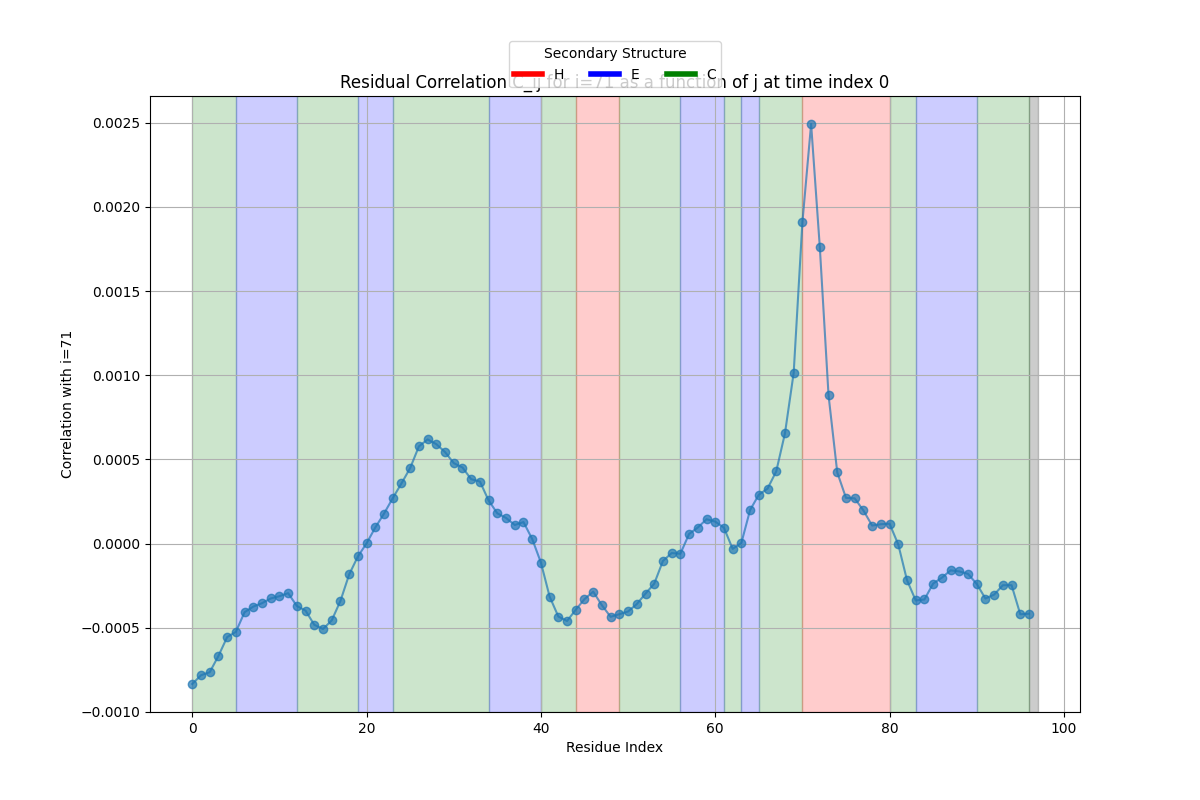 Secondary Structure
H E C
Residual Correlation C_ij for i=71 as a function of j at time index 0
0.0025
0.0020
0.0015
0.0010
0.0005
0.0000
−0.0005
−0.0010
Correlation with i=71
0 20 40 60 80 100
Residue Index